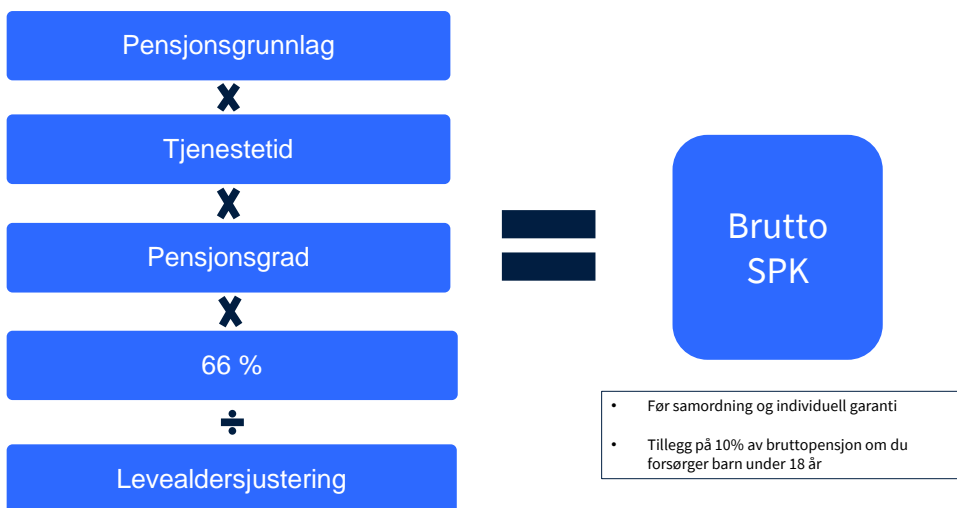 Pensjonsgrunnlag
x
Tjenestetid
x
Pensjonsgrad
x
66 %
÷
Levealdersjustering
=
Brutto
SPK
• Før samordning og individuell garanti
• Tillegg på 10% av bruttopensjon om du
forsørger barn under 18 år